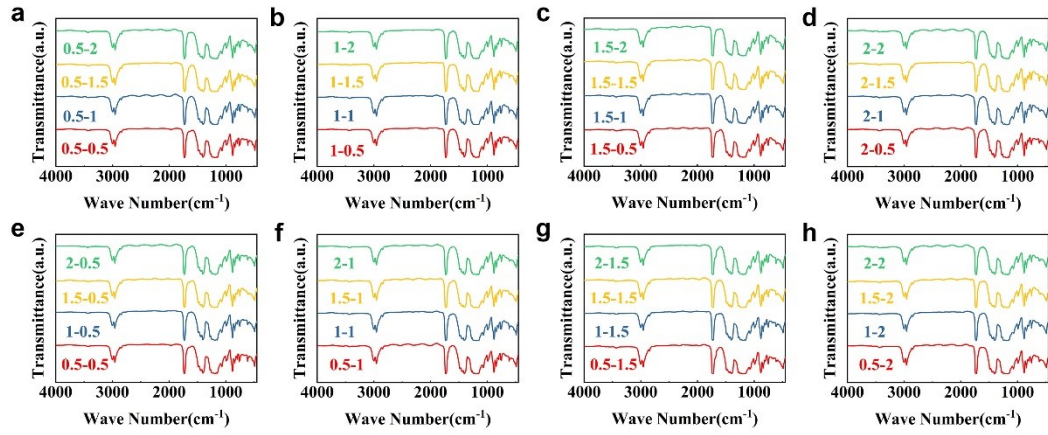 a
Transmittance(a.u.)
0.5-2
0.5-1.5
0.5-1
0.5-0.5
4000 3000 2000 1000
Wave Number(cm⁻¹)
b
Transmittance(a.u.)
1-2
1-1.5
1-1
1-0.5
4000 3000 2000 1000
Wave Number(cm⁻¹)
c
Transmittance(a.u.)
1.5-2
1.5-1.5
1.5-1
1.5-0.5
4000 3000 2000 1000
Wave Number(cm⁻¹)
d
Transmittance(a.u.)
2-2
2-1.5
2-1
2-0.5
4000 3000 2000 1000
Wave Number(cm⁻¹)
e
Transmittance(a.u.)
2-0.5
1.5-0.5
1-0.5
0.5-0.5
4000 3000 2000 1000
Wave Number(cm⁻¹)
f
Transmittance(a.u.)
2-1
1.5-1
1-1
0.5-1
4000 3000 2000 1000
Wave Number(cm⁻¹)
g
Transmittance(a.u.)
2-1.5
1.5-1.5
1-1.5
0.5-1.5
4000 3000 2000 1000
Wave Number(cm⁻¹)
h
Transmittance(a.u.)
2-2
1.5-2
1-2
0.5-2
4000 3000 2000 1000
Wave Number(cm⁻¹)